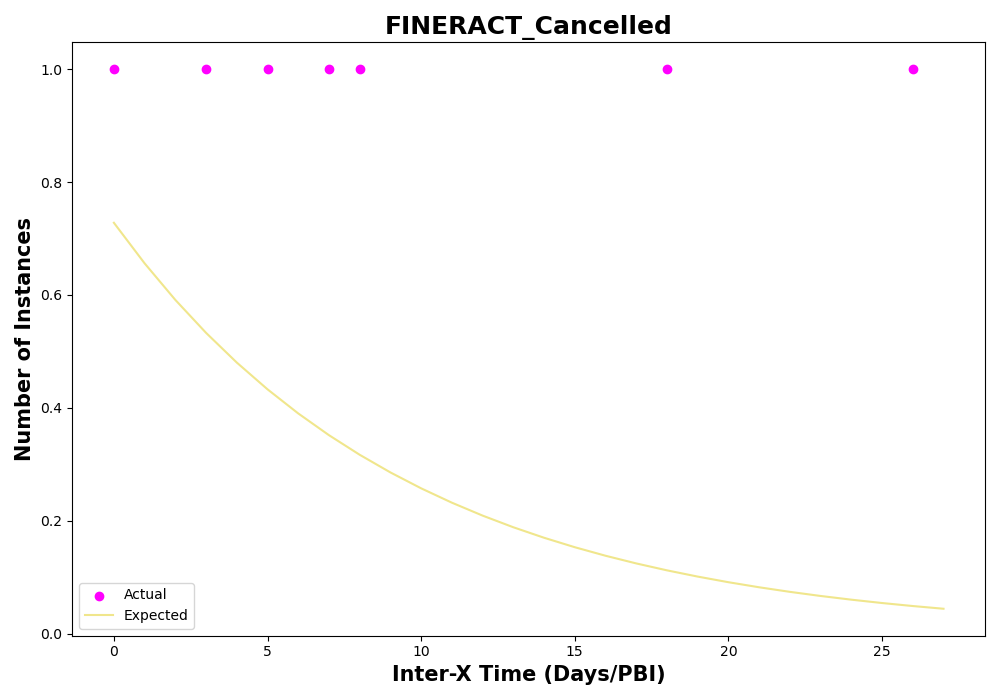 FINERACT_Cancelled
Number of Instances
1.0
0.8
0.6
0.4
0.2
0.0
Actual
Expected
0
5
10
15
20
25
Inter-X Time (Days/PBI)